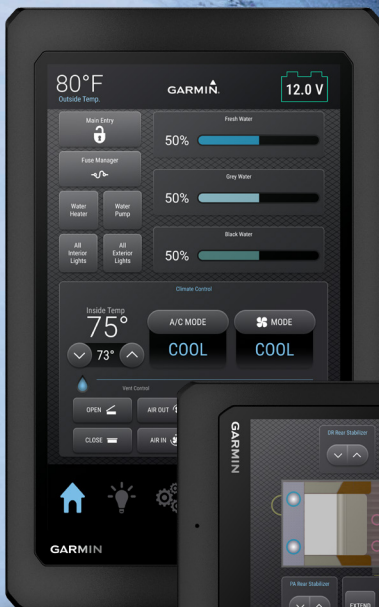 80°F
Outside Temp.
GARMIN.
12.0 V
Main Entry
Fuse Manager
Water
Heater
Water
Pump
All
Interior
Lights
All
Exterior
Lights
Fresh Water
50%
Grey Water
50%
Black Water
50%
Climate Control
Inside Temp
75°
73°
A/C MODE
COOL
MODE
COOL
Vent Control
OPEN
AIR OUT
CLOSE
AIR IN
GARMIN
GARMIN
DR Rear Stabilizer
PA Rear Stabilizer
EXTEND